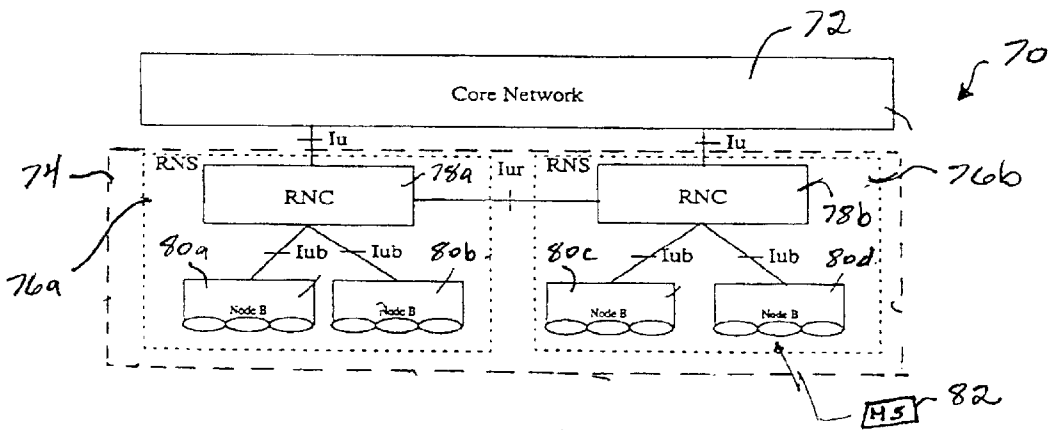 72
70
Core Network
Iu
Iu
74
RNS
78a
Iur
RNS
76b
RNC
RNC
78b
80a
Iub
Iub
80b
80c
Iub
Iub
80d
76a
Node B
Node B
Node B
Node B
MS
82